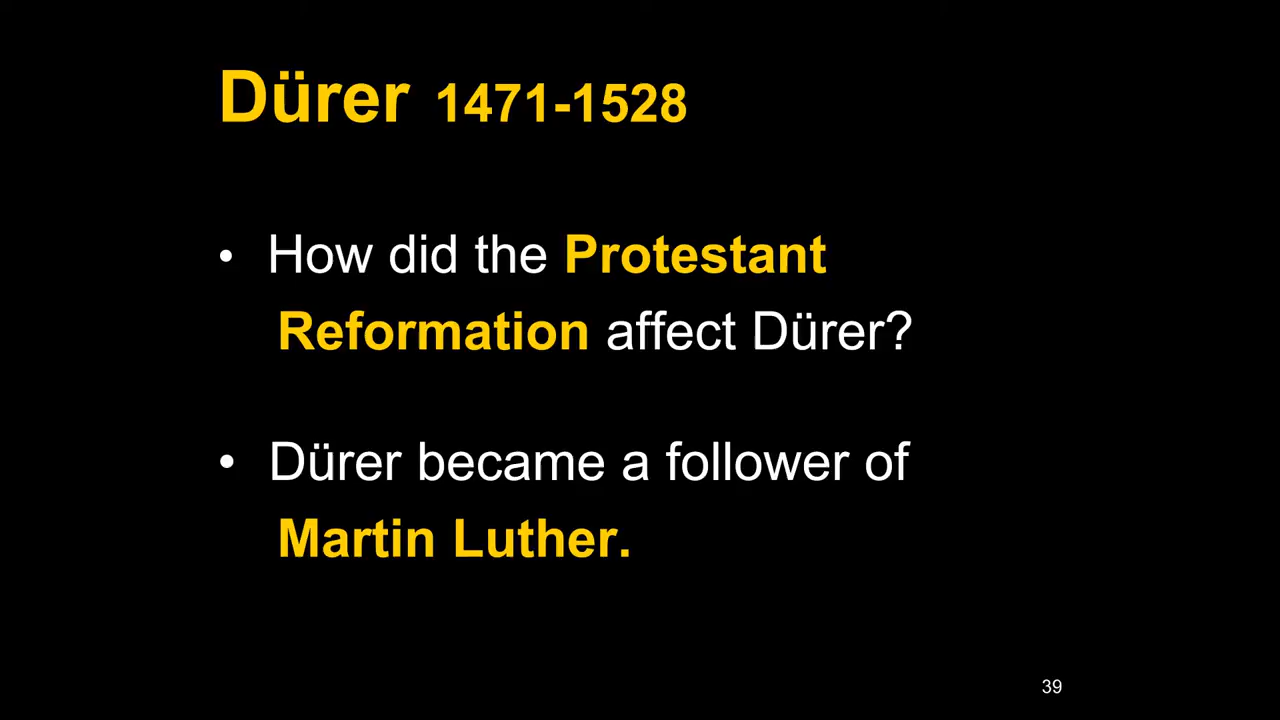 Dürer 1471-1528
• How did the Protestant
Reformation affect Dürer?
• Dürer became a follower of
Martin Luther.
39